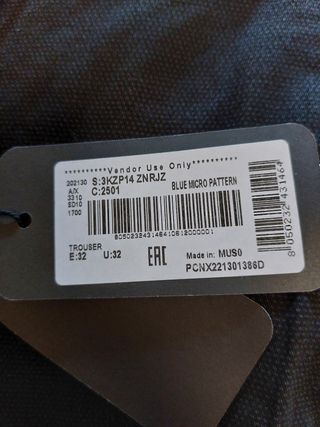 **********Vendor Use Only**********
202130 S:3KZP14 ZNRJZ
A/X C:2501 BLUE MICRO PATTERN
3310
SD10
1700
8050232431464106120000001
8050232431464
TROUSER
E:32 U:32 EAC Made in: MUS0
PCNX221301386D